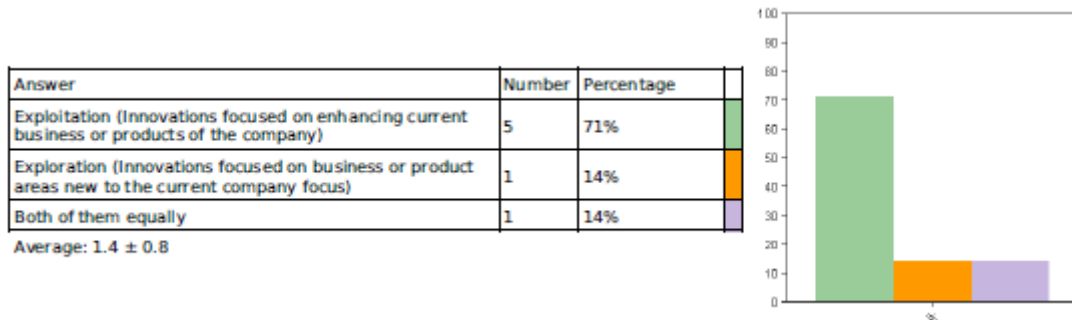 Answer Number Percentage
Exploitation (Innovations focused on enhancing current
business or products of the company)
5 71%
Exploration (Innovations focused on business or product
areas new to the current company focus)
1 14%
Both of them equally 1 14%
Average: 1.4 ± 0.8
100
90
80
70
60
50
40
30
20
10
0
%